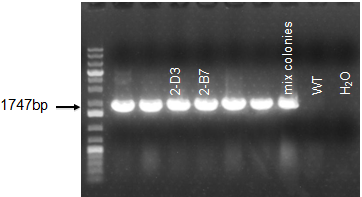 1747bp
2-D3
2-B7
mix colonies
WT
H₂O